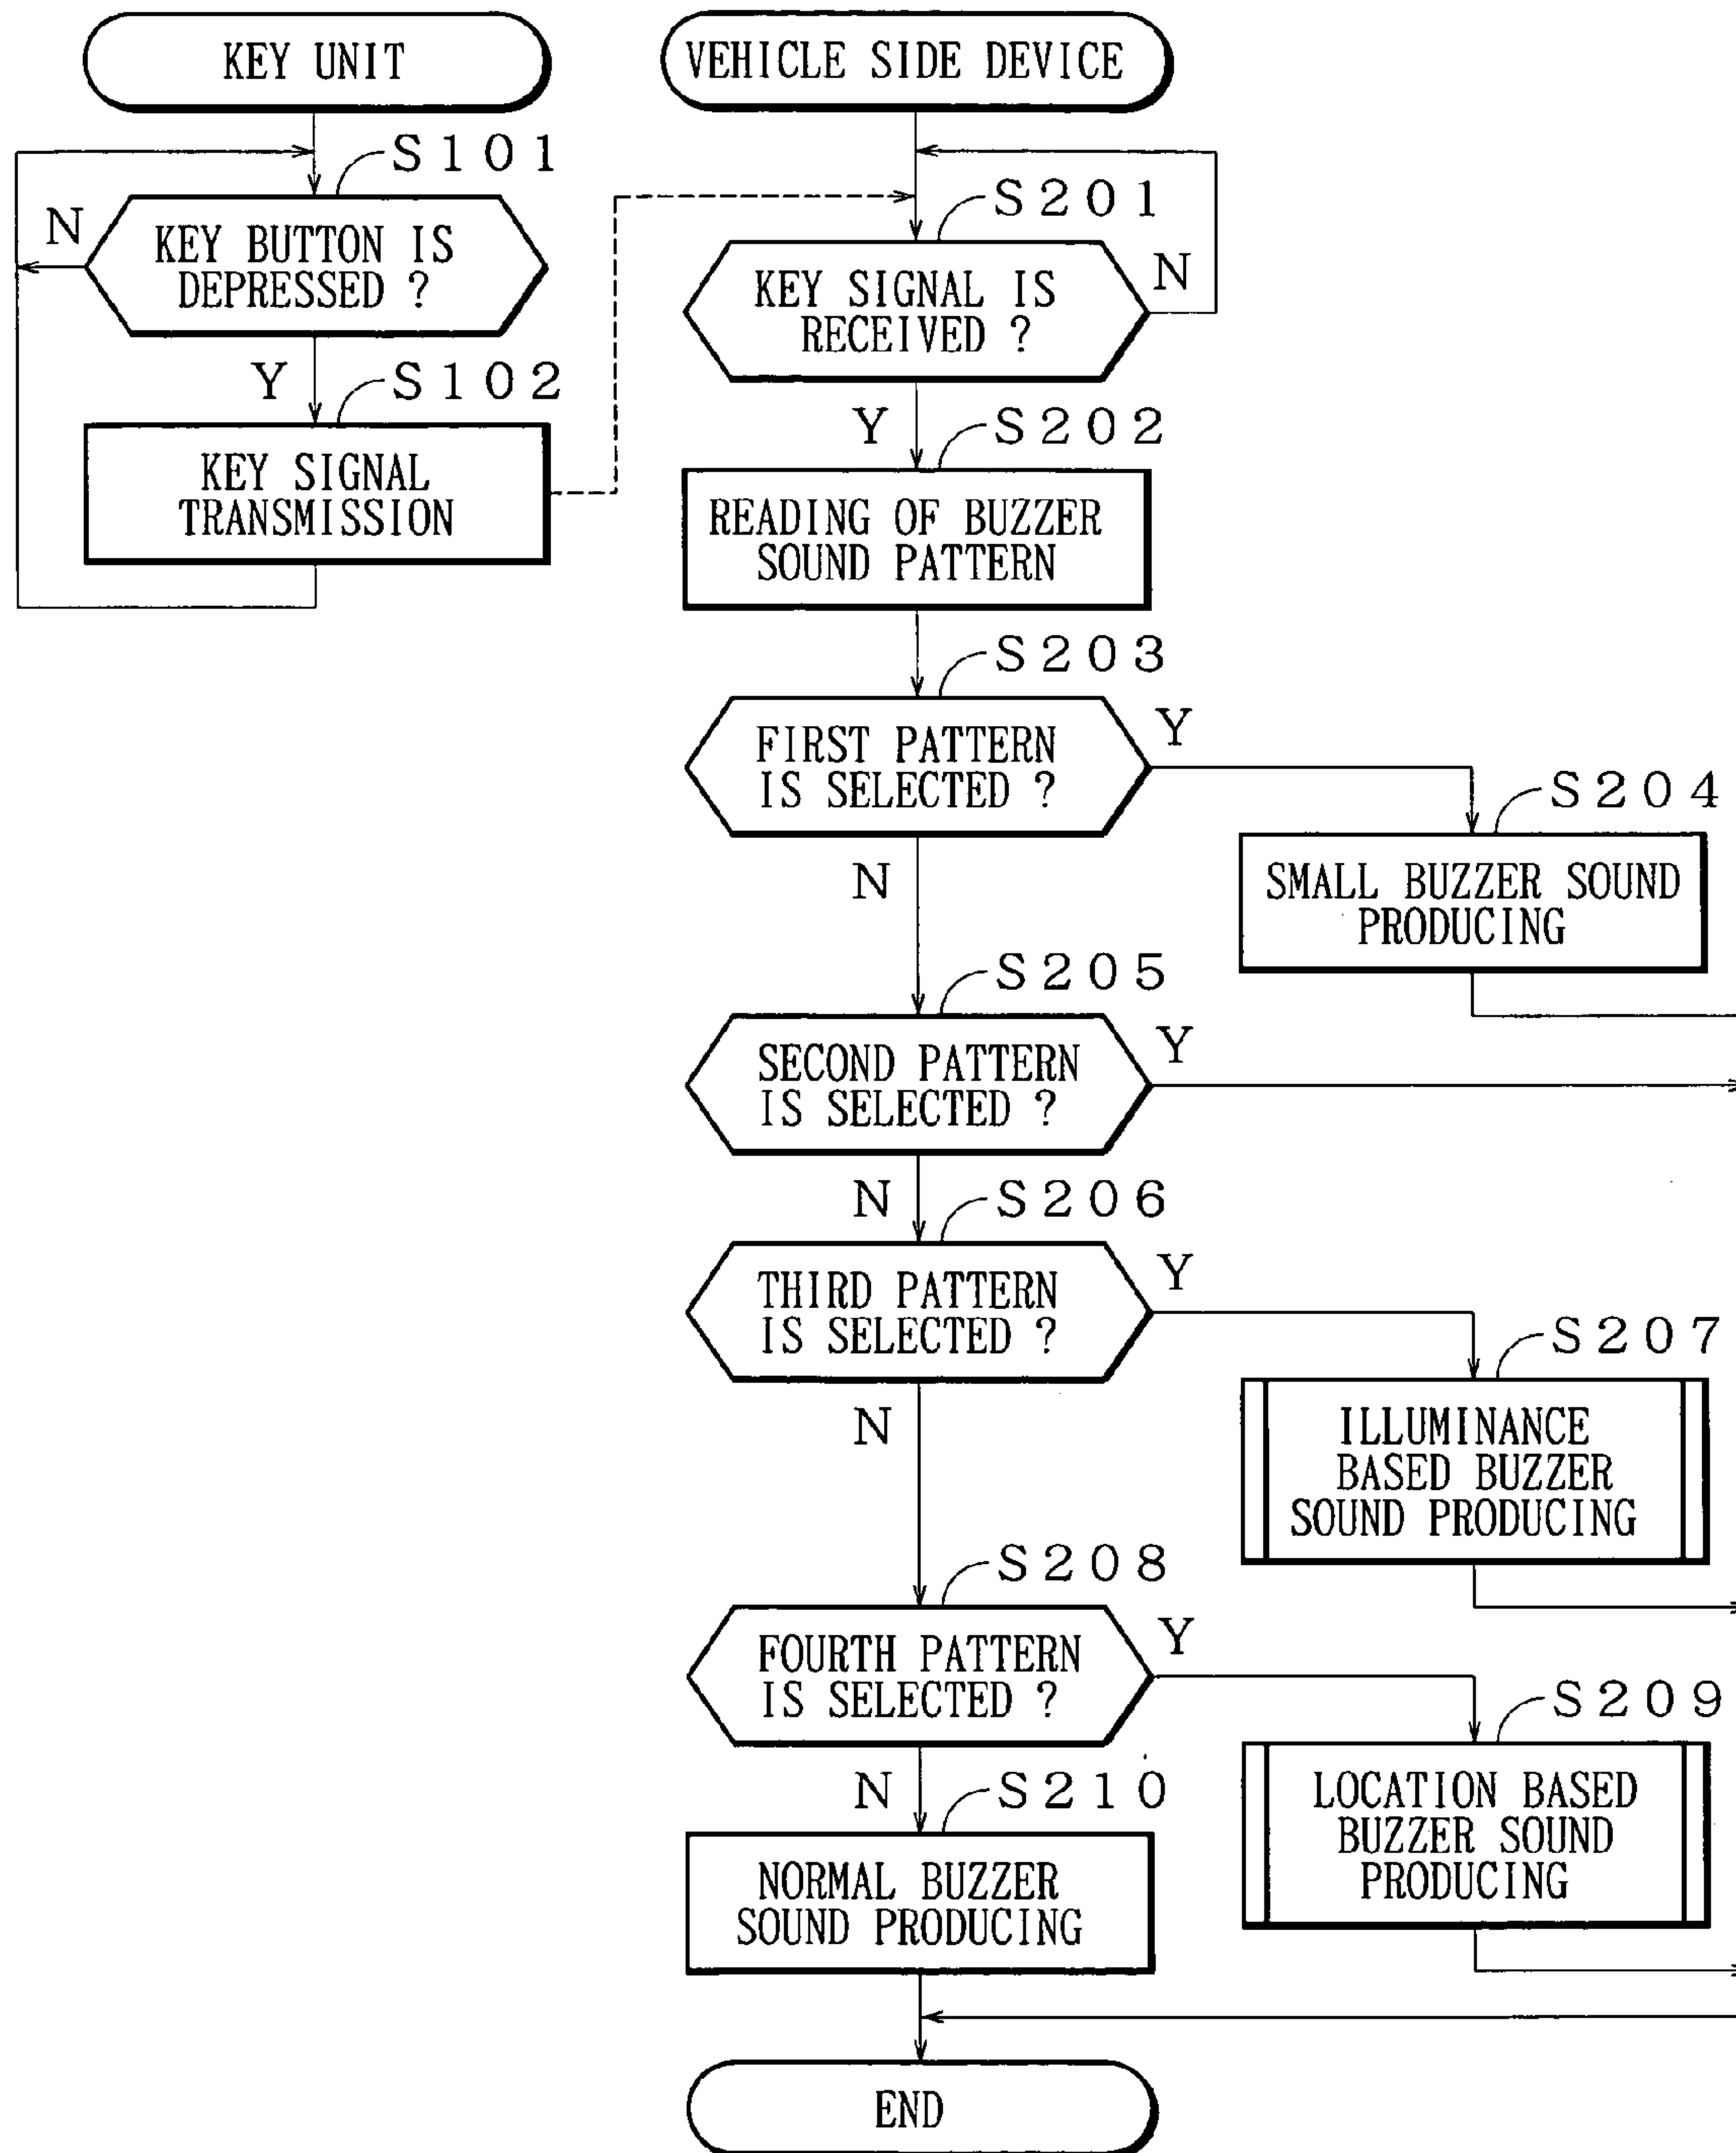 KEY UNIT
S101
N
KEY BUTTON IS
DEPRESSED ?
Y
S102
KEY SIGNAL
TRANSMISSION
VEHICLE SIDE DEVICE
S201
KEY SIGNAL IS
RECEIVED ?
N
Y
S202
READING OF BUZZER
SOUND PATTERN
S203
FIRST PATTERN
IS SELECTED ?
Y
S204
SMALL BUZZER SOUND
PRODUCING
N
S205
SECOND PATTERN
IS SELECTED ?
Y
N
S206
THIRD PATTERN
IS SELECTED ?
Y
S207
ILLUMINANCE
BASED BUZZER
SOUND PRODUCING
N
S208
FOURTH PATTERN
IS SELECTED ?
Y
S209
LOCATION BASED
BUZZER SOUND
PRODUCING
N
S210
NORMAL BUZZER
SOUND PRODUCING
END